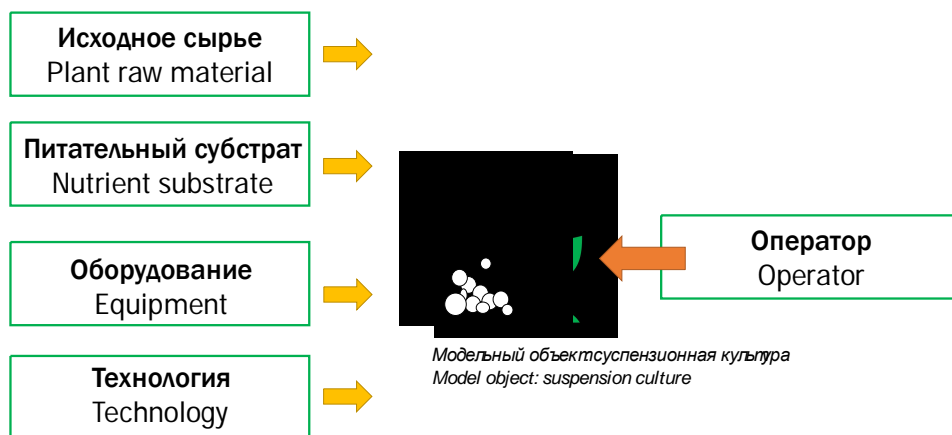 Исходное сырье
Plant raw material
Питательный субстрат
Nutrient substrate
Оборудование
Equipment
Технология
Technology
Оператор
Operator
Модельный объект:суспензионная культура
Model object: suspension culture